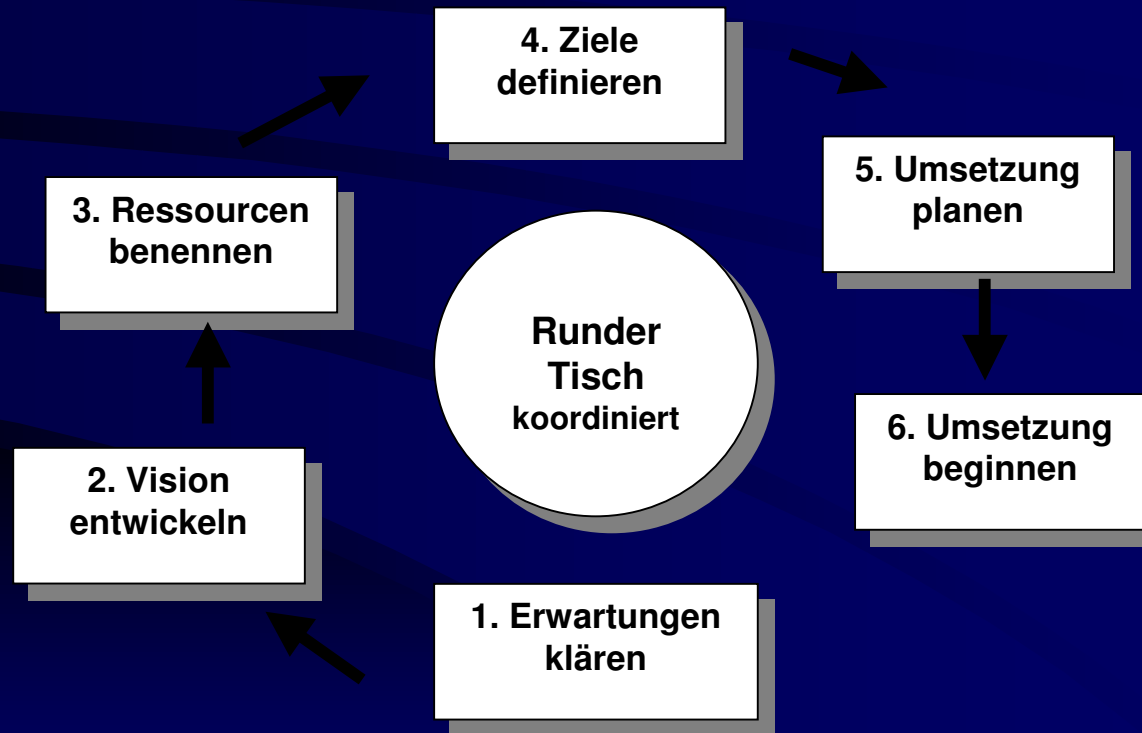 4. Ziele
definieren
3. Ressourcen
benennen
5. Umsetzung
planen
Runder
Tisch
koordiniert
2. Vision
entwickeln
6. Umsetzung
beginnen
1. Erwartungen
klären